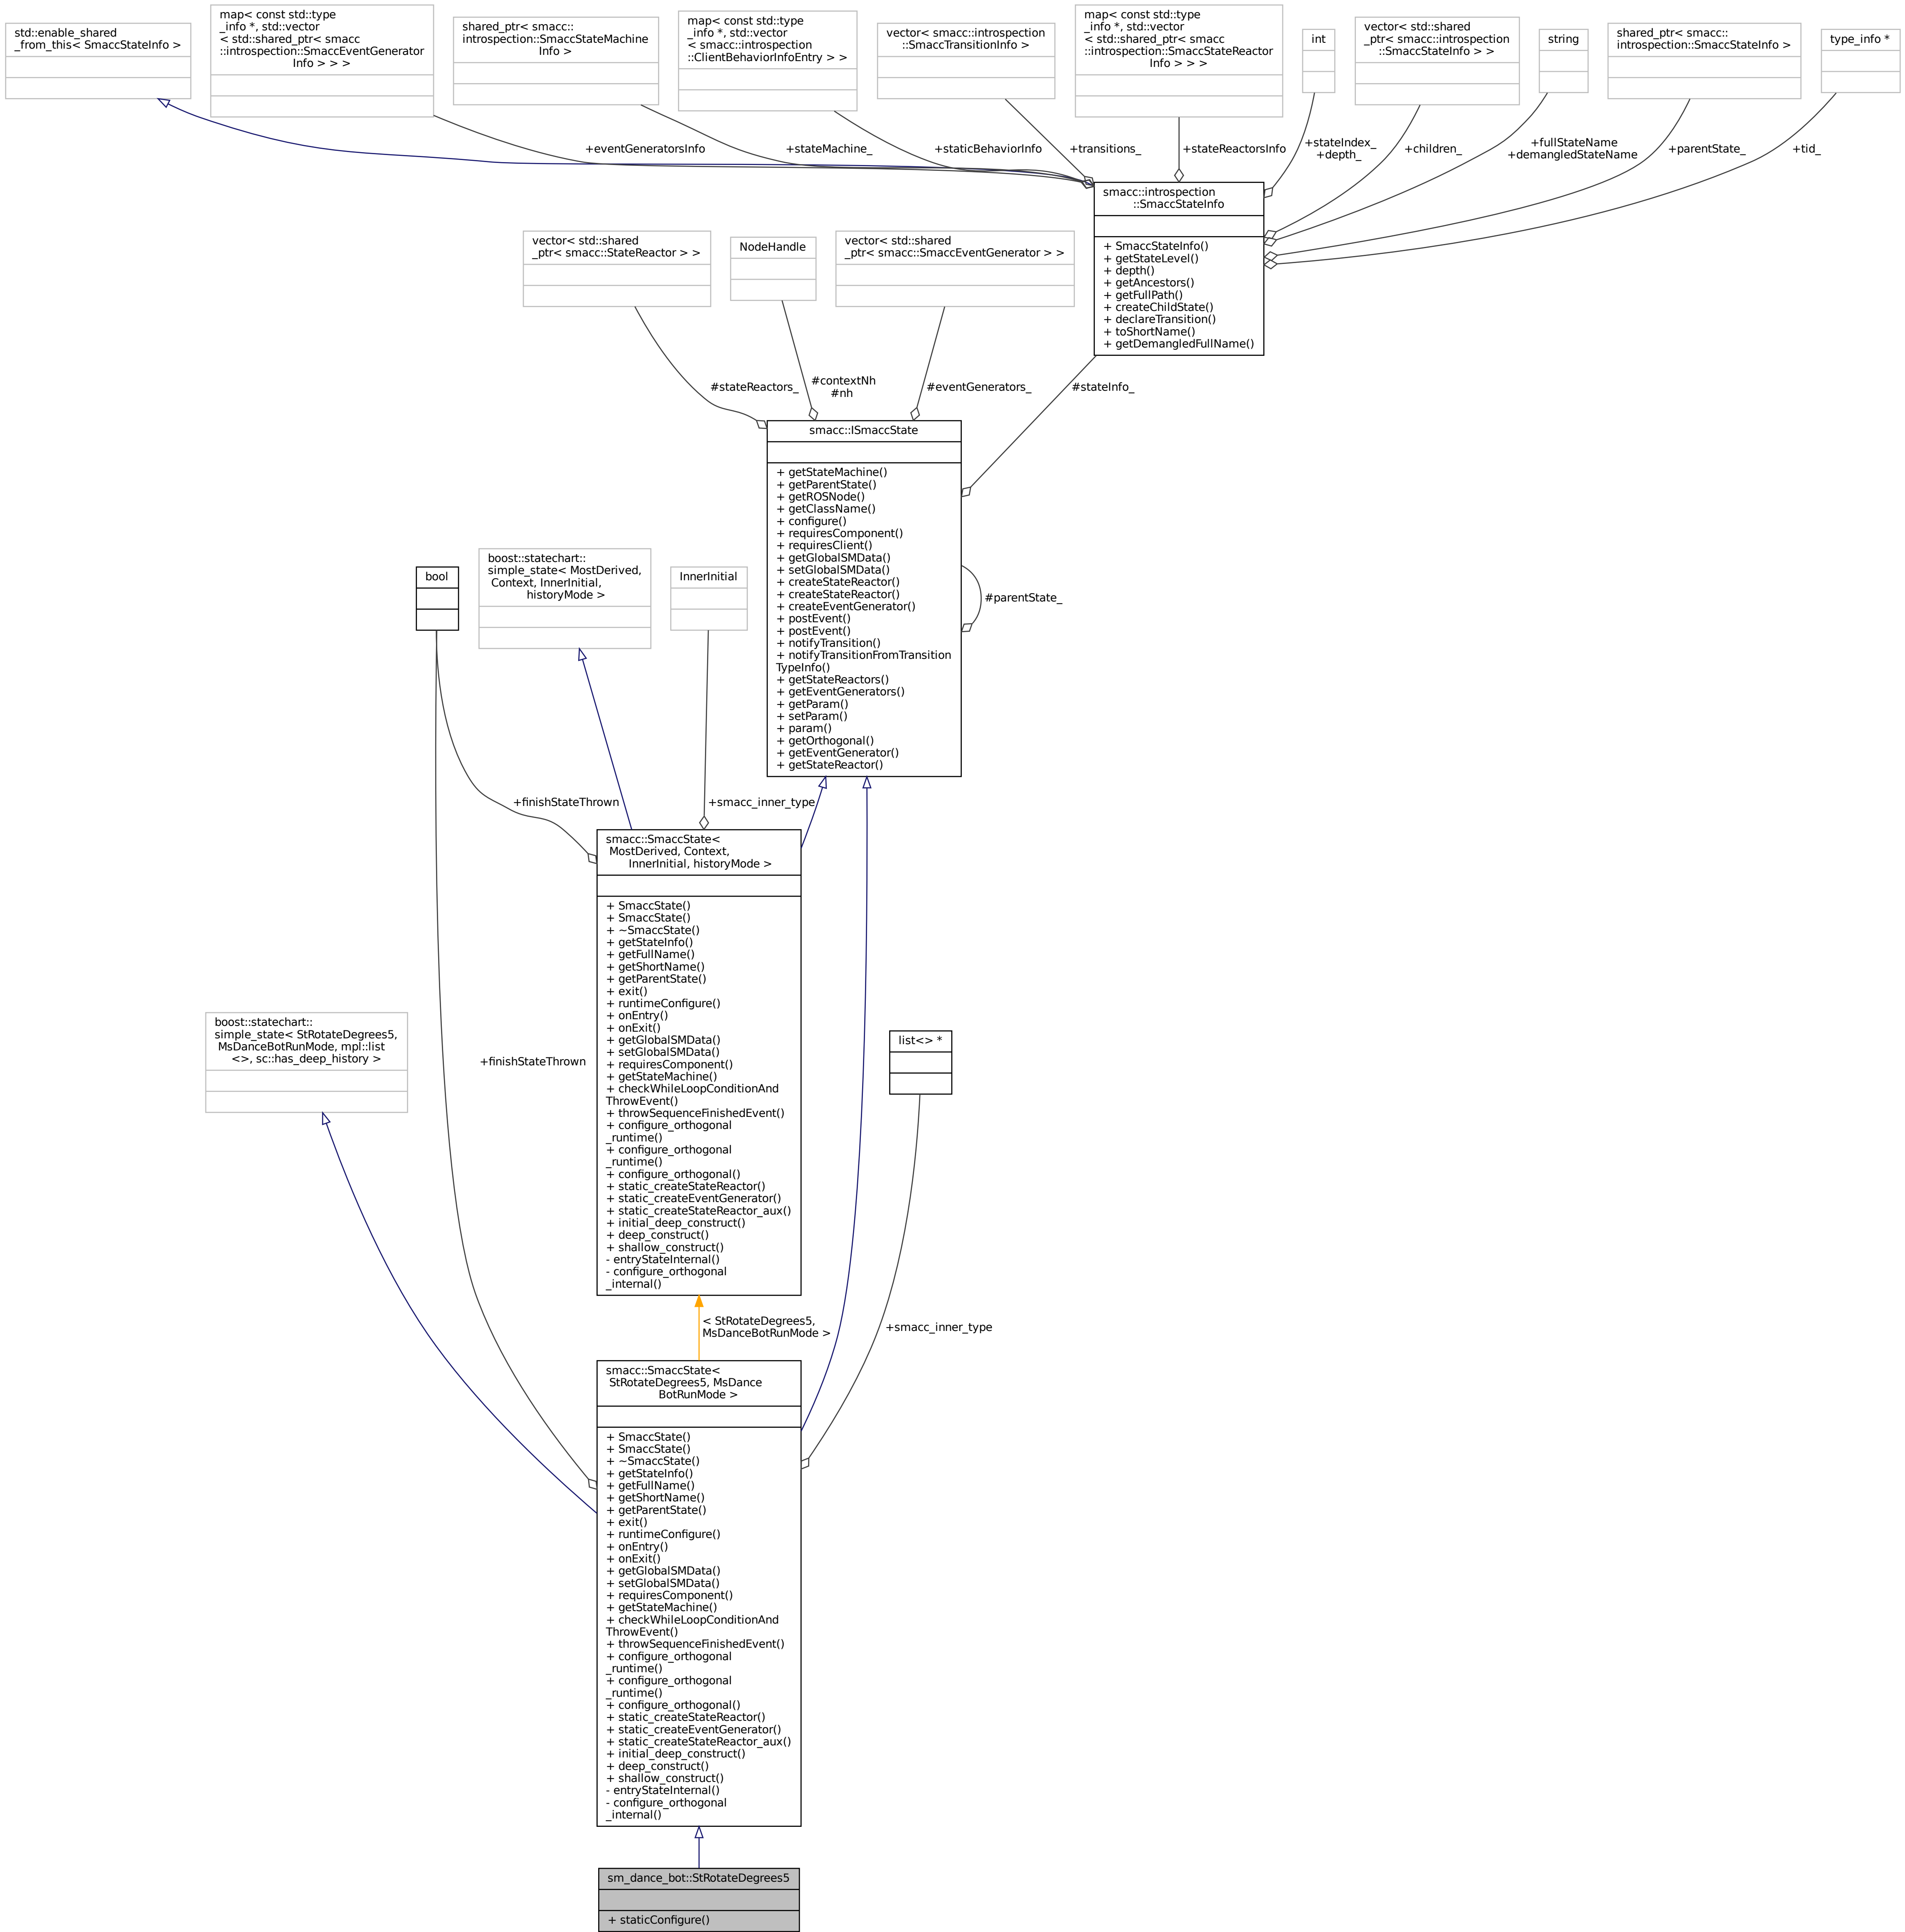 std::enable_shared
_from_this< SmaccStateInfo >
map< const std::type
_info *, std::vector
< std::shared_ptr< smacc
::introspection::SmaccEventGenerator
Info > > >
shared_ptr< smacc::
introspection::SmaccStateMachine
Info >
map< const std::type
_info *, std::vector
< smacc::introspection
::ClientBehaviorInfoEntry > >
vector< smacc::introspection
::SmaccTransitionInfo >
map< const std::type
_info *, std::vector
< std::shared_ptr< smacc
::introspection::SmaccStateReactor
Info > > >
int
vector< std::shared
_ptr< smacc::introspection
::SmaccStateInfo > >
string
shared_ptr< smacc::
introspection::SmaccStateInfo >
type_info *
+eventGeneratorsInfo
+stateMachine_
+staticBehaviorInfo
+transitions_
+stateReactorsInfo
+stateIndex_
+depth_
+children_
+fullStateName
+demangledStateName
+parentState_
+tid_
smacc::introspection
::SmaccStateInfo
+ SmaccStateInfo()
+ getStateLevel()
+ depth()
+ getAncestors()
+ getFullPath()
+ createChildState()
+ declareTransition()
+ toShortName()
+ getDemangledFullName()
vector< std::shared
_ptr< smacc::StateReactor > >
NodeHandle
vector< std::shared
_ptr< smacc::SmaccEventGenerator > >
#stateReactors_
#contextNh
#nh
#eventGenerators_
#stateInfo_
smacc::ISmaccState
+ getStateMachine()
+ getParentState()
+ getROSNode()
+ getClassName()
+ configure()
+ requiresComponent()
+ requiresClient()
+ getGlobalSMData()
+ setGlobalSMData()
+ createStateReactor()
+ createStateReactor()
+ createEventGenerator()
+ postEvent()
+ postEvent()
+ notifyTransition()
+ notifyTransitionFromTransition
TypeInfo()
+ getStateReactors()
+ getEventGenerators()
+ getParam()
+ setParam()
+ param()
+ getOrthogonal()
+ getEventGenerator()
+ getStateReactor()
#parentState_
bool
boost::statechart::
simple_state< MostDerived,
Context, InnerInitial,
historyMode >
InnerInitial
+finishStateThrown
+smacc_inner_type
smacc::SmaccState<
MostDerived, Context,
InnerInitial, historyMode >
+ SmaccState()
+ SmaccState()
+ ~SmaccState()
+ getStateInfo()
+ getFullName()
+ getShortName()
+ getParentState()
+ exit()
+ runtimeConfigure()
+ onEntry()
+ onExit()
+ getGlobalSMData()
+ setGlobalSMData()
+ requiresComponent()
+ getStateMachine()
+ checkWhileLoopConditionAnd
ThrowEvent()
+ throwSequenceFinishedEvent()
+ configure_orthogonal
_runtime()
+ configure_orthogonal
_runtime()
+ configure_orthogonal()
+ static_createStateReactor()
+ static_createEventGenerator()
+ static_createStateReactor_aux()
+ initial_deep_construct()
+ deep_construct()
+ shallow_construct()
- entryStateInternal()
- configure_orthogonal
_internal()
boost::statechart::
simple_state< StRotateDegrees5,
MsDanceBotRunMode, mpl::list
<>, sc::has_deep_history >
+finishStateThrown
list<> *
< StRotateDegrees5,
MsDanceBotRunMode >
+smacc_inner_type
smacc::SmaccState<
StRotateDegrees5, MsDance
BotRunMode >
+ SmaccState()
+ SmaccState()
+ ~SmaccState()
+ getStateInfo()
+ getFullName()
+ getShortName()
+ getParentState()
+ exit()
+ runtimeConfigure()
+ onEntry()
+ onExit()
+ getGlobalSMData()
+ setGlobalSMData()
+ requiresComponent()
+ getStateMachine()
+ checkWhileLoopConditionAnd
ThrowEvent()
+ throwSequenceFinishedEvent()
+ configure_orthogonal
_runtime()
+ configure_orthogonal
_runtime()
+ configure_orthogonal()
+ static_createStateReactor()
+ static_createEventGenerator()
+ static_createStateReactor_aux()
+ initial_deep_construct()
+ deep_construct()
+ shallow_construct()
- entryStateInternal()
- configure_orthogonal
_internal()
sm_dance_bot::StRotateDegrees5
+ staticConfigure()